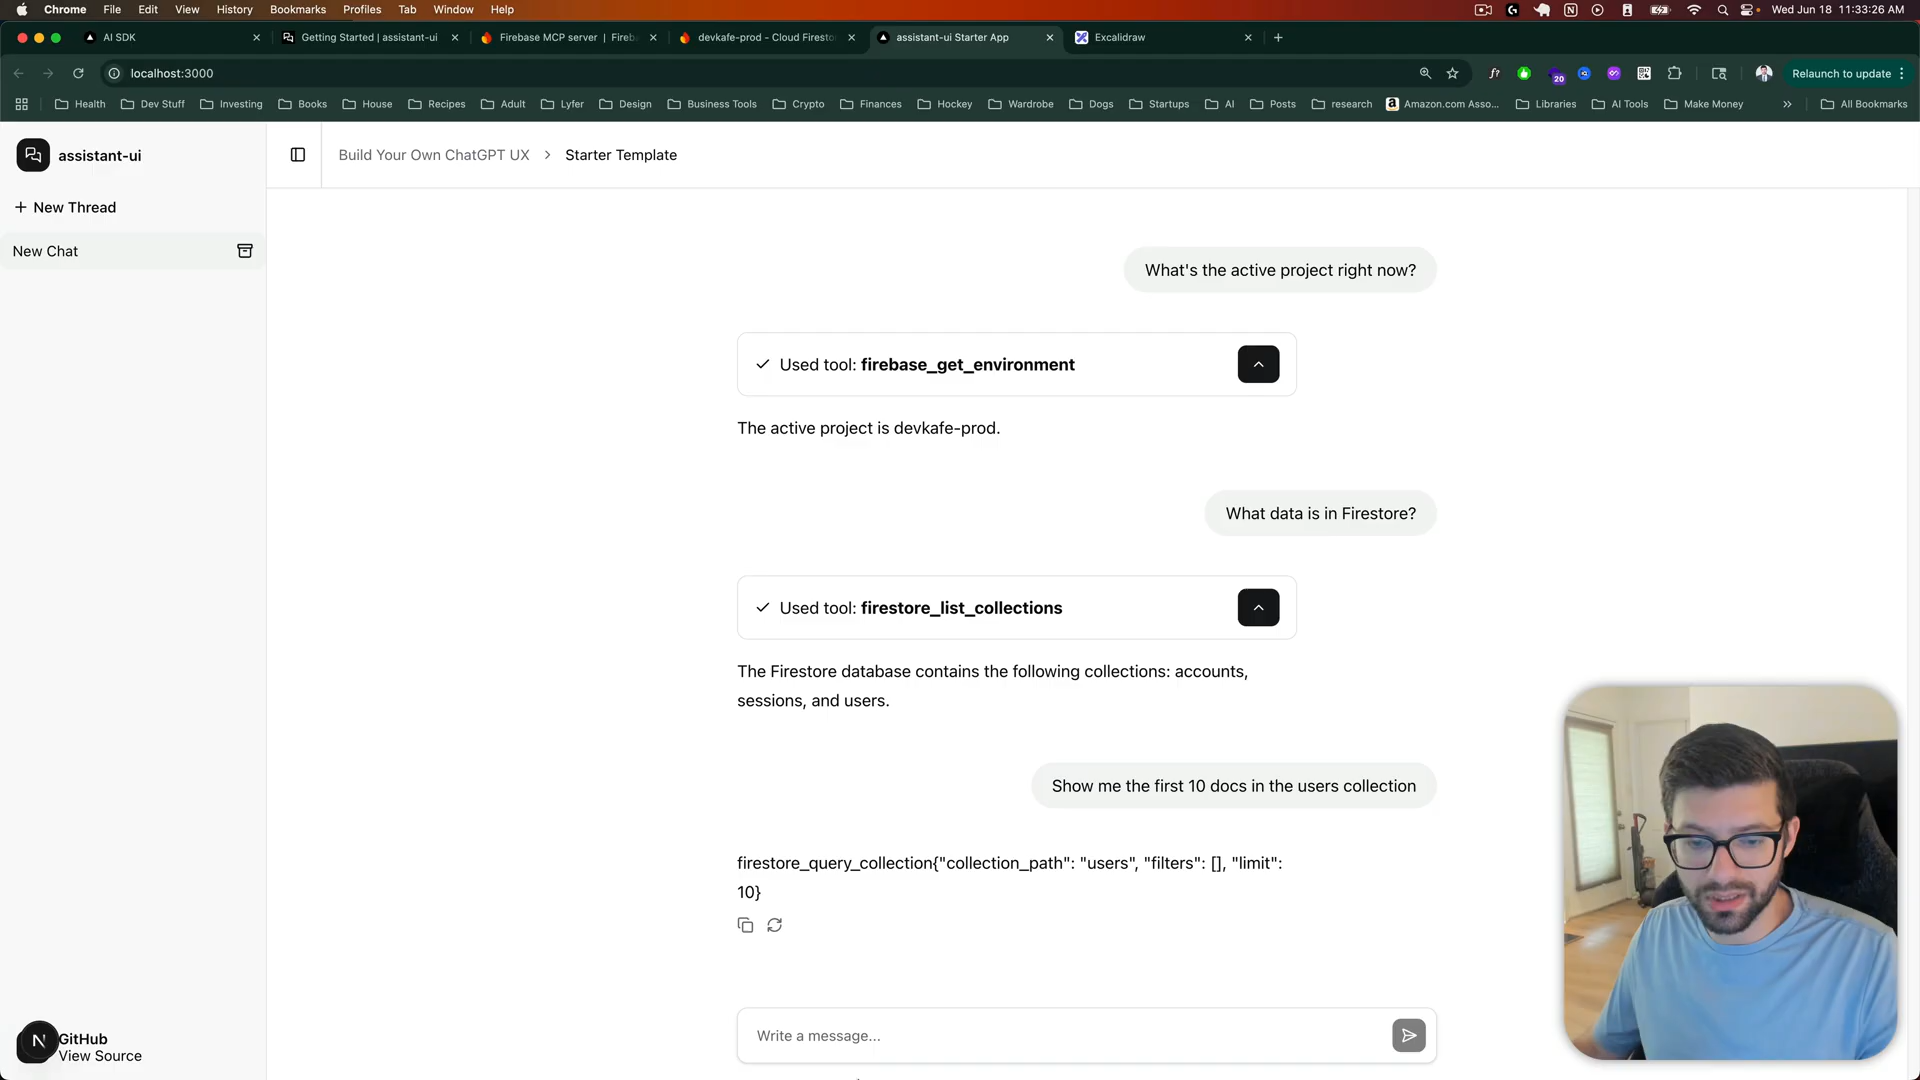 Chrome File Edit View History Bookmarks Profiles Tab Window Help Wed Jun 18 11:33:26 AM
AI SDK Getting Started | assistant-ui Firebase MCP server | Fireb devkafe-prod - Cloud Firestor assistant-ui Starter App Excalidraw
localhost:3000 20 Relaunch to update
Health Dev Stuff Investing Books House Recipes Adult Lyfer Design Business Tools Crypto Finances Hockey Wardrobe Dogs Startups AI Posts research Amazon.com Asso... Libraries AI Tools Make Money All Bookmarks
assistant-ui
Build Your Own ChatGPT UX > Starter Template
+ New Thread
New Chat
What's the active project right now?
Used tool: firebase_get_environment
The active project is devkafe-prod.
What data is in Firestore?
Used tool: firestore_list_collections
The Firestore database contains the following collections: accounts,
sessions, and users.
Show me the first 10 docs in the users collection
firestore_query_collection{"collection_path": "users", "filters": [], "limit":
10}
Write a message...
N
GitHub
View Source